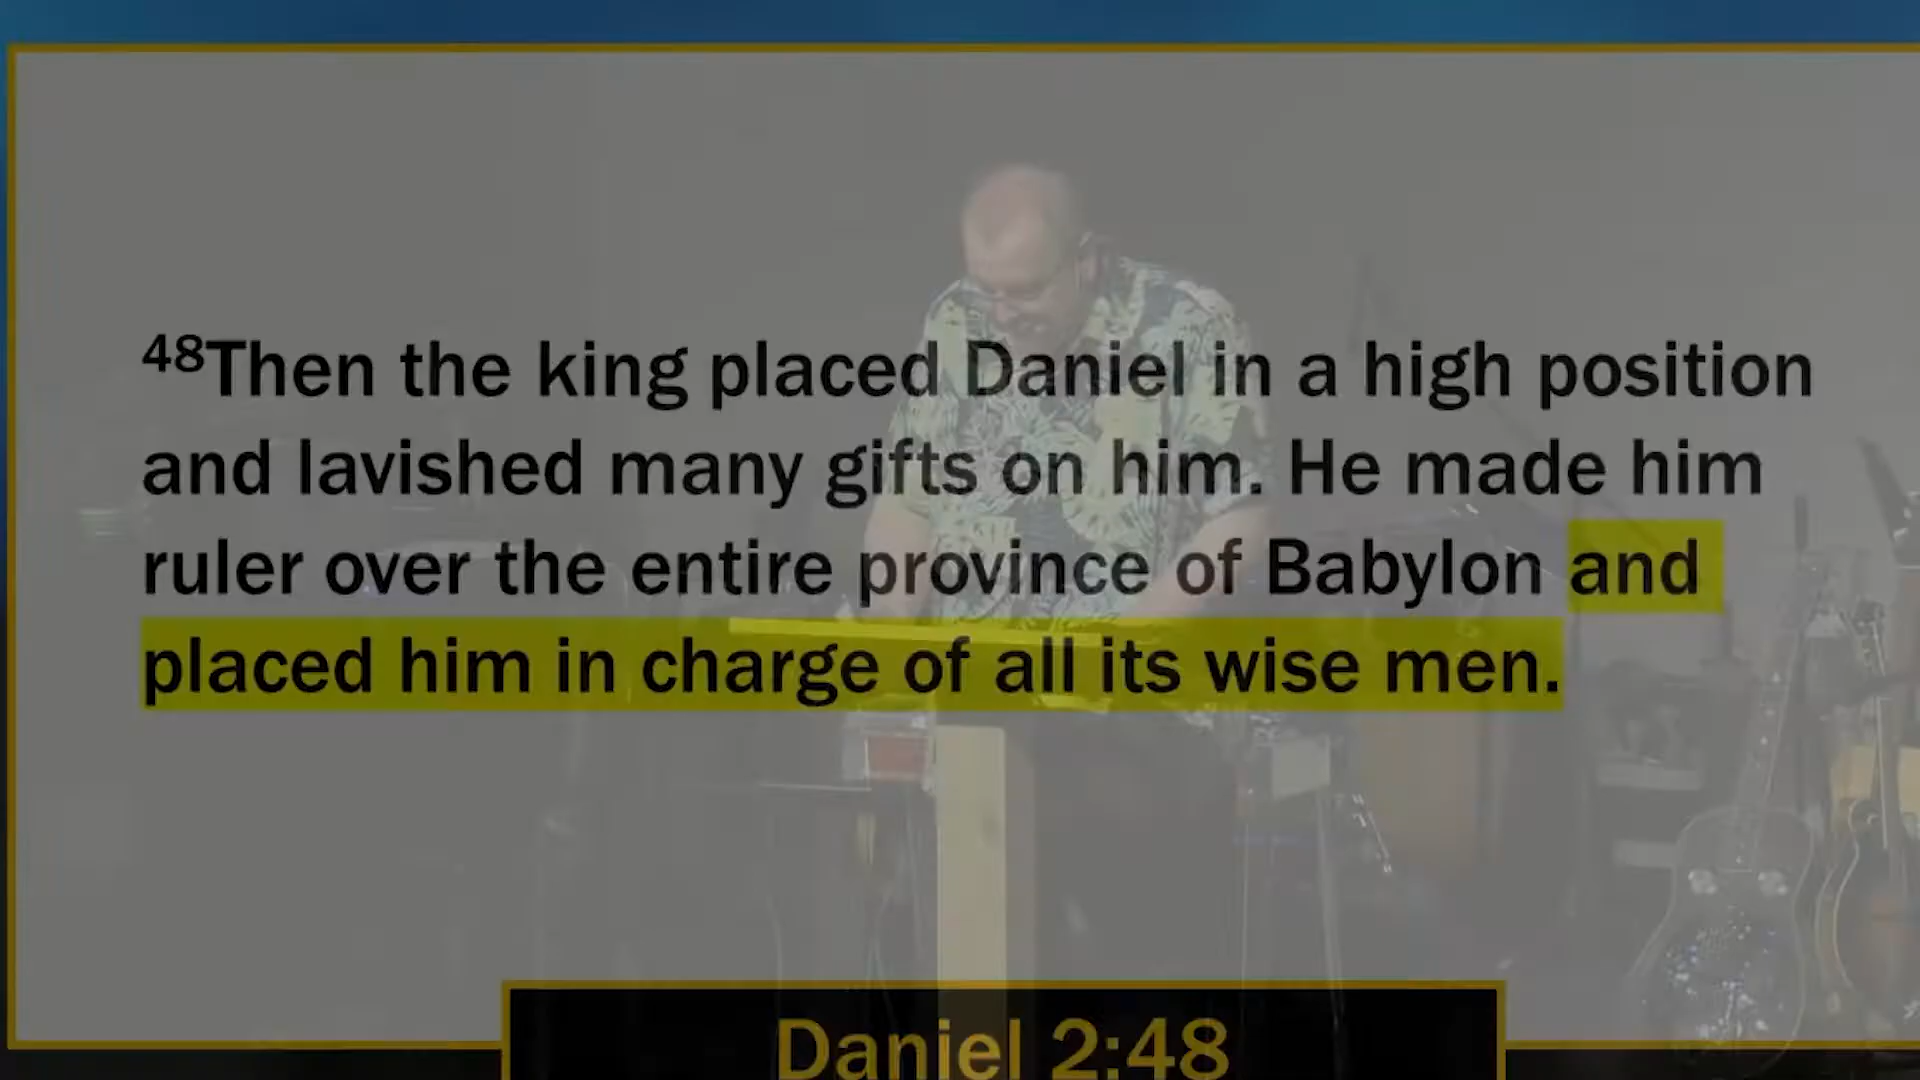 48Then the king placed Daniel in a high position
and lavished many gifts on him. He made him
ruler over the entire province of Babylon and
placed him in charge of all its wise men.
Daniel 2:48